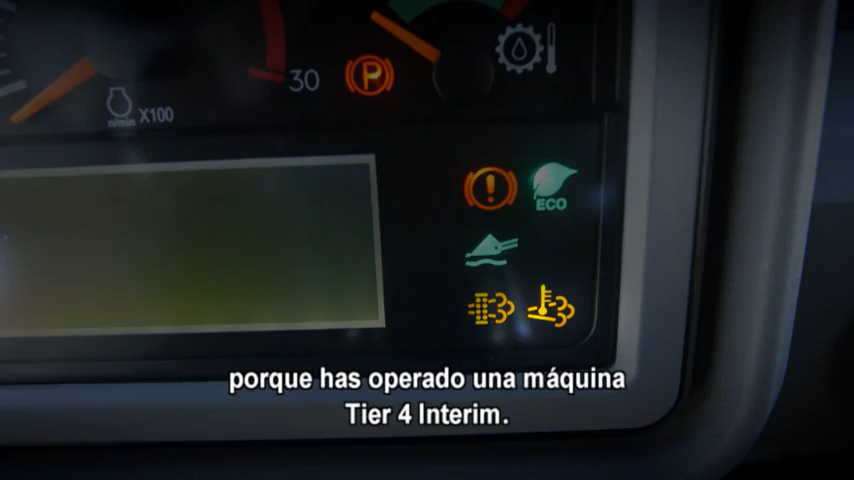 30
P
n/min X100
!
ECO
porque has operado una máquina
Tier 4 Interim.